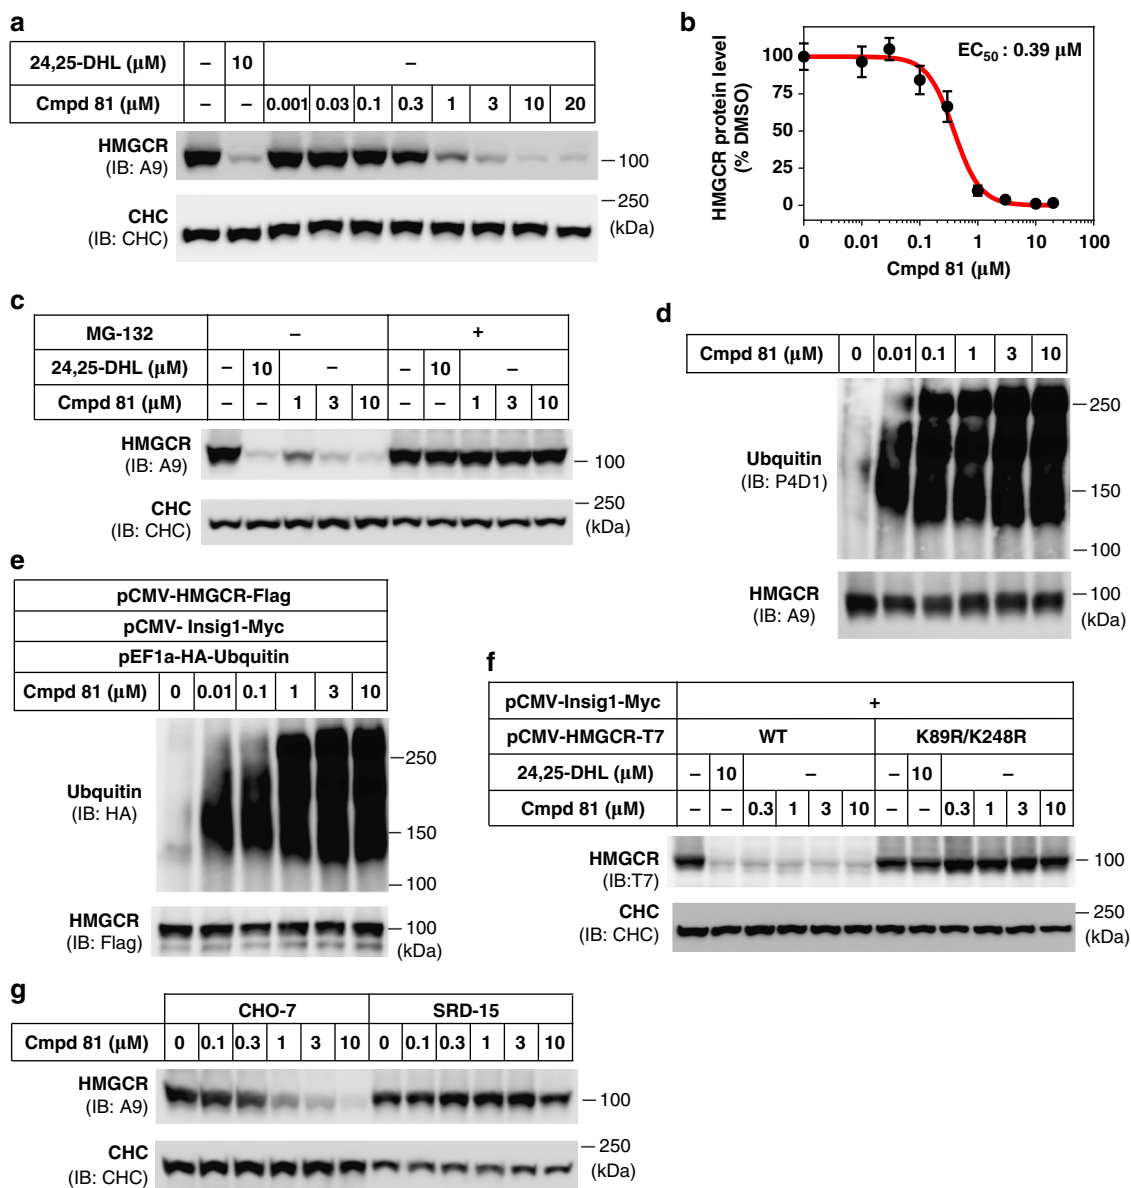 a
24,25-DHL (μM) – 10 –
Cmpd 81 (μM) – – 0.001 0.03 0.1 0.3 1 3 10 20
HMGCR
(IB: A9)
100
250
CHC
(IB: CHC)
(kDa)
b
EC50 : 0.39 μM
HMGCR protein level
(% DMSO)
100
75
50
25
0
0 0.01 0.1 1 10 100
Cmpd 81 (μM)
c
MG-132 – +
24,25-DHL (μM) – 10 – – 10 –
Cmpd 81 (μM) – – 1 3 10 – – 1 3 10
HMGCR
(IB: A9)
100
250
CHC
(IB: CHC)
(kDa)
d
Cmpd 81 (μM) 0 0.01 0.1 1 3 10
250
Ubquitin
(IB: P4D1)
150
100
HMGCR
(IB: A9)
100
(kDa)
e
pCMV-HMGCR-Flag
pCMV- Insig1-Myc
pEF1a-HA-Ubquitin
Cmpd 81 (μM) 0 0.01 0.1 1 3 10
250
Ubquitin
(IB: HA)
150
100
HMGCR
(IB: Flag)
100
(kDa)
f
pCMV-Insig1-Myc +
pCMV-HMGCR-T7 WT K89R/K248R
24,25-DHL (μM) – 10 – – 10 –
Cmpd 81 (μM) – – 0.3 1 3 10 – – 0.3 1 3 10
HMGCR
(IB:T7)
100
CHC
(IB: CHC)
250
(kDa)
g
CHO-7 SRD-15
Cmpd 81 (μM) 0 0.1 0.3 1 3 10 0 0.1 0.3 1 3 10
HMGCR
(IB: A9)
100
CHC
(IB: CHC)
250
(kDa)